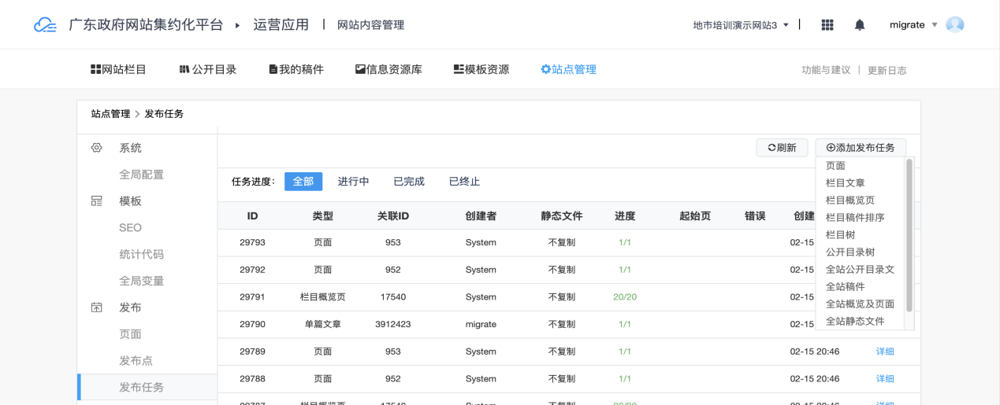 广东政府网站集约化平台 ▸ 运营应用 | 网站内容管理 地市培训演示网站3 migrate
网站栏目 公开目录 我的稿件 信息资源库 模板资源 站点管理 功能与建议 | 更新日志
站点管理 > 发布任务
系统
全局配置
模板
SEO
统计代码
全局变量
发布
页面
发布点
发布任务
刷新 添加发布任务
页面
栏目文章
栏目概览页
栏目稿件排序
栏目树
公开目录树
全站公开目录文
全站稿件
全站概览及页面
全站静态文件
任务进度: 全部 进行中 已完成 已终止
ID 类型 关联ID 创建者 静态文件 进度 起始页 错误 创建
29793 页面 953 System 不复制 1/1 02-15
29792 页面 952 System 不复制 1/1 02-15
29791 栏目概览页 17540 System 不复制 20/20 02-15
29790 单篇文章 3912423 migrate 不复制 1/1 02-15
29789 页面 953 System 不复制 1/1 02-15 20:46 详细
29788 页面 952 System 不复制 1/1 02-15 20:46 详细